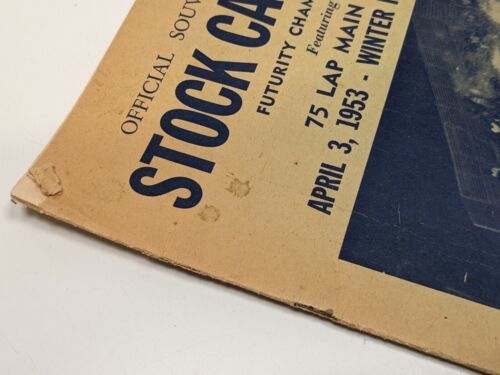 OFFICIAL SOUV
STOCK CA
FUTURITY CHAM
Featuring
75 LAP MAIN
APRIL 3, 1953 - WINTER